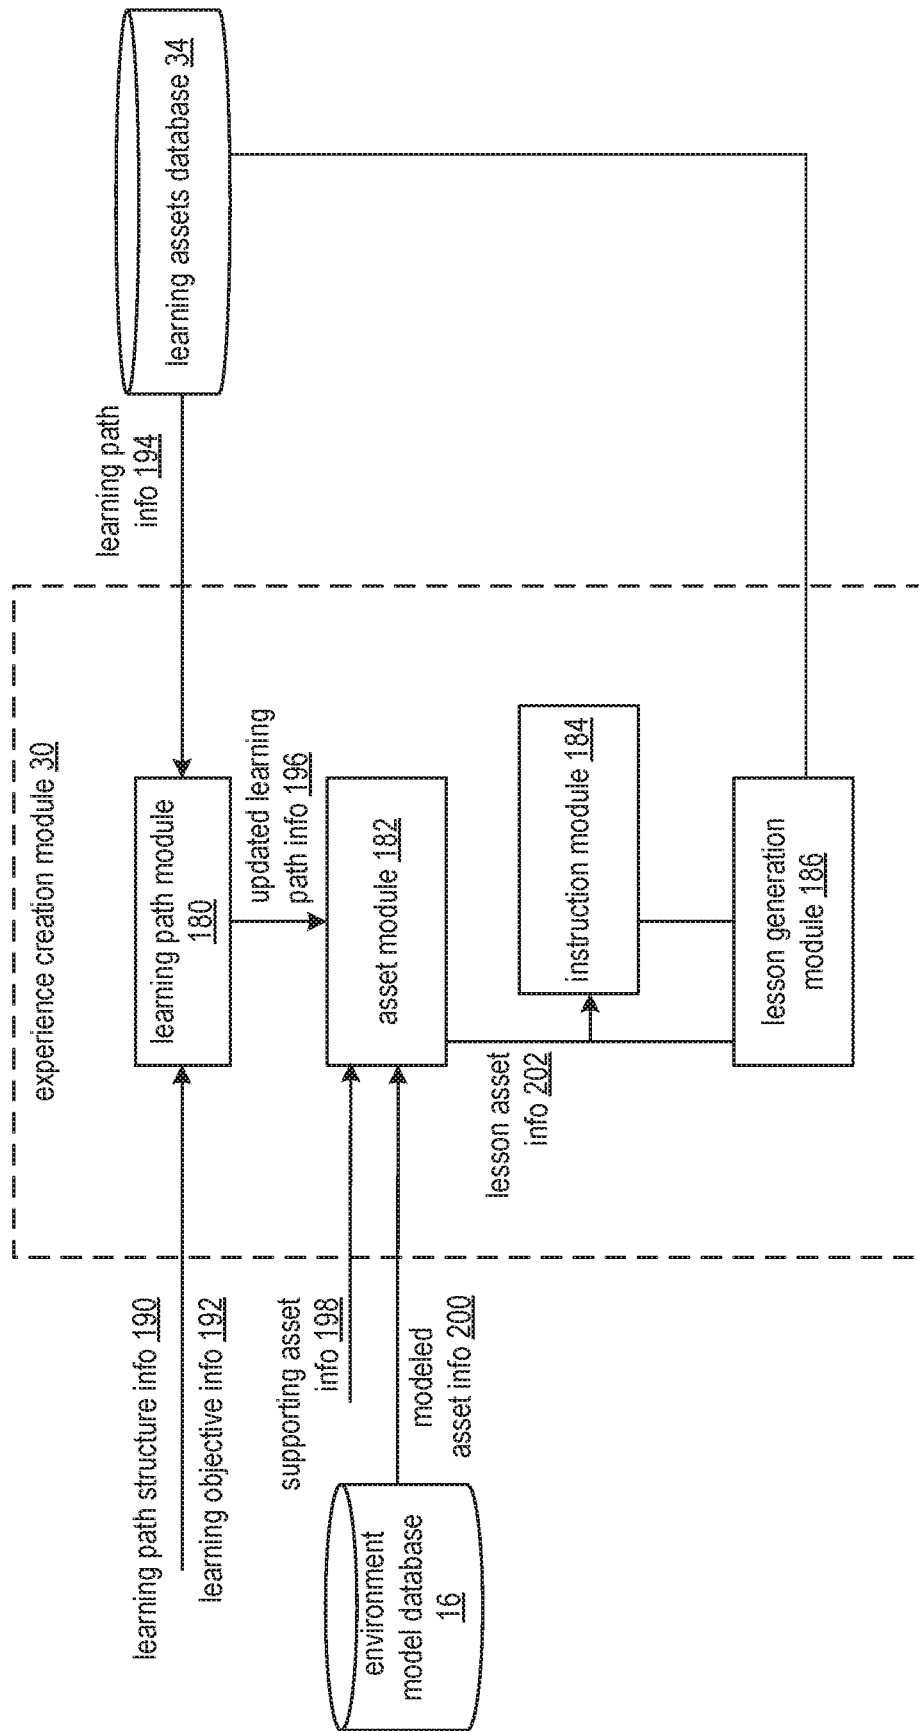 experience creation module 30
learning path structure info 190
learning objective info 192
learning path module
180
learning path
info 194
learning assets database 34
updated learning
path info 196
supporting asset
info 198
asset module 182
environment
model database
16
modeled
asset info 200
lesson asset
info 202
instruction module 184
lesson generation
module 186